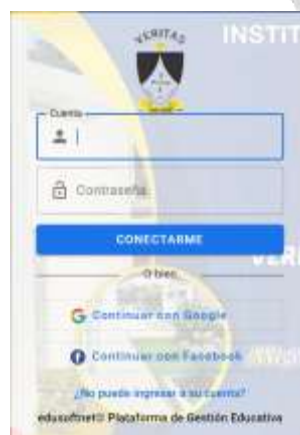 VERITAS
INSTIT
Cuenta
Contraseña
CONECTARME
VERI
O bien
Continuar con Google
Continuar con Facebook
¿No puede ingresar a su cuenta?
edusoftnet® Plataforma de Gestión Educativa